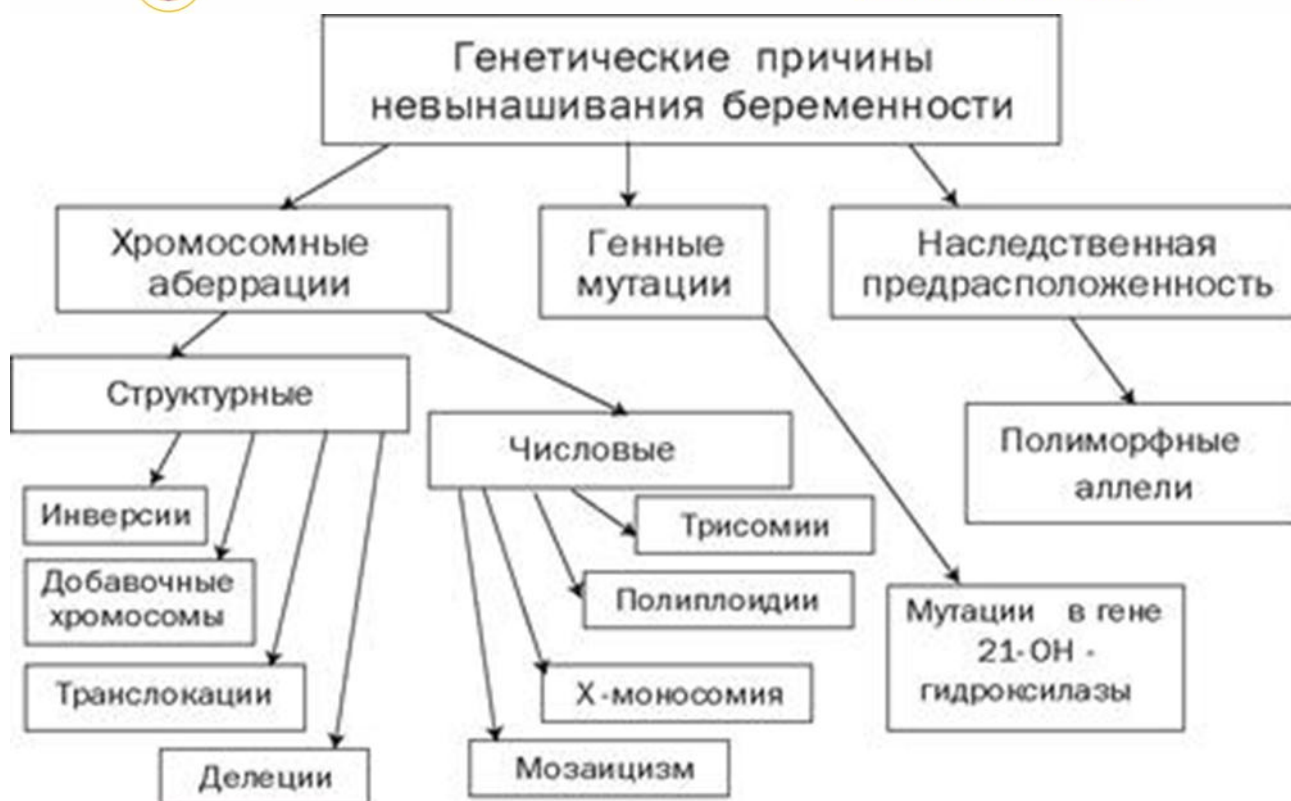 Генетические причины
невынашивания беременности
Хромосомные
аберрации
Генные
мутации
Наследственная
предрасположенность
Структурные
Числовые
Полиморфные
аллели
Инверсии
Добавочные
хромосомы
Транслокации
Делеции
Трисомии
Полиплоидии
Х-моносомия
Мозаицизм
Мутации в гене
21-ОН -
гидроксилазы